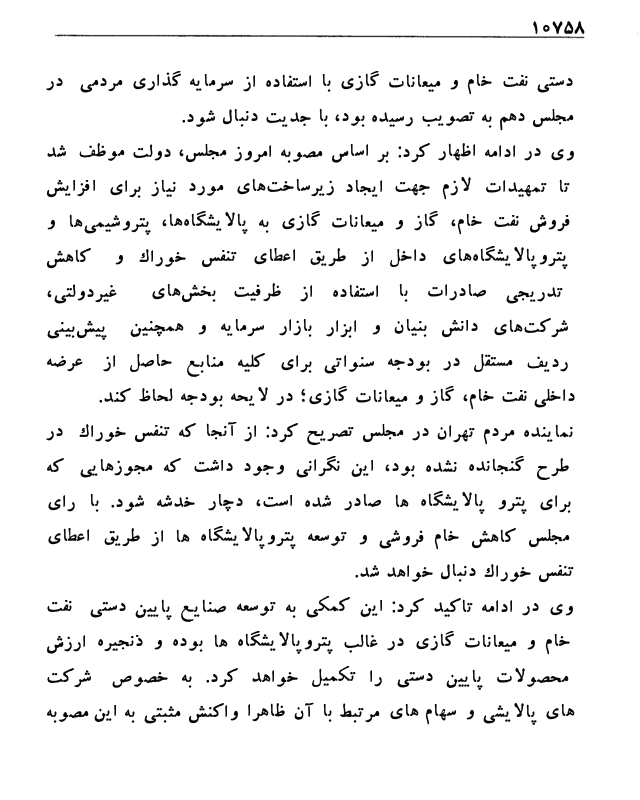 ۱۰۷۵۸
دستی نفت خام و میعانات گازی با استفاده از سرمایه گذاری مردمی در
مجلس دهم به تصویب رسیده بود، با جدیت دنبال شود.
وی در ادامه اظهار کرد: بر اساس مصوبه امروز مجلس، دولت موظف شد
تا تمهیدات لازم جهت ایجاد زیرساخت‌های مورد نیاز برای افزایش
فروش نفت خام، گاز و میعانات گازی به پالایشگاه‌ها، پتروشیمی‌ها و
پتروپالایشگاه‌های داخل از طریق اعطای تنفس خوراک و کاهش
تدریجی صادرات با استفاده از ظرفیت بخش‌های غیردولتی،
شرکت‌های دانش بنیان و ابزار بازار سرمایه و همچنین پیش‌بینی
ردیف مستقل در بودجه سنواتی برای کلیه منابع حاصل از عرضه
داخلی نفت خام، گاز و میعانات گازی؛ در لایحه بودجه لحاظ کند.
نماینده مردم تهران در مجلس تصریح کرد: از آنجا که تنفس خوراک در
طرح گنجانده نشده بود، این نگرانی وجود داشت که مجوزهایی که
برای پترو پالایشگاه ها صادر شده است، دچار خدشه شود. با رای
مجلس کاهش خام فروشی و توسعه پتروپالایشگاه ها از طریق اعطای
تنفس خوراک دنبال خواهد شد.
وی در ادامه تاکید کرد: این کمکی به توسعه صنایع پایین دستی نفت
خام و میعانات گازی در غالب پتروپالایشگاه ها بوده و ذنجیره ارزش
محصولات پایین دستی را تکمیل خواهد کرد. به خصوص شرکت
های پالایشی و سهام های مرتبط با آن ظاهرا واکنش مثبتی به این مصوبه